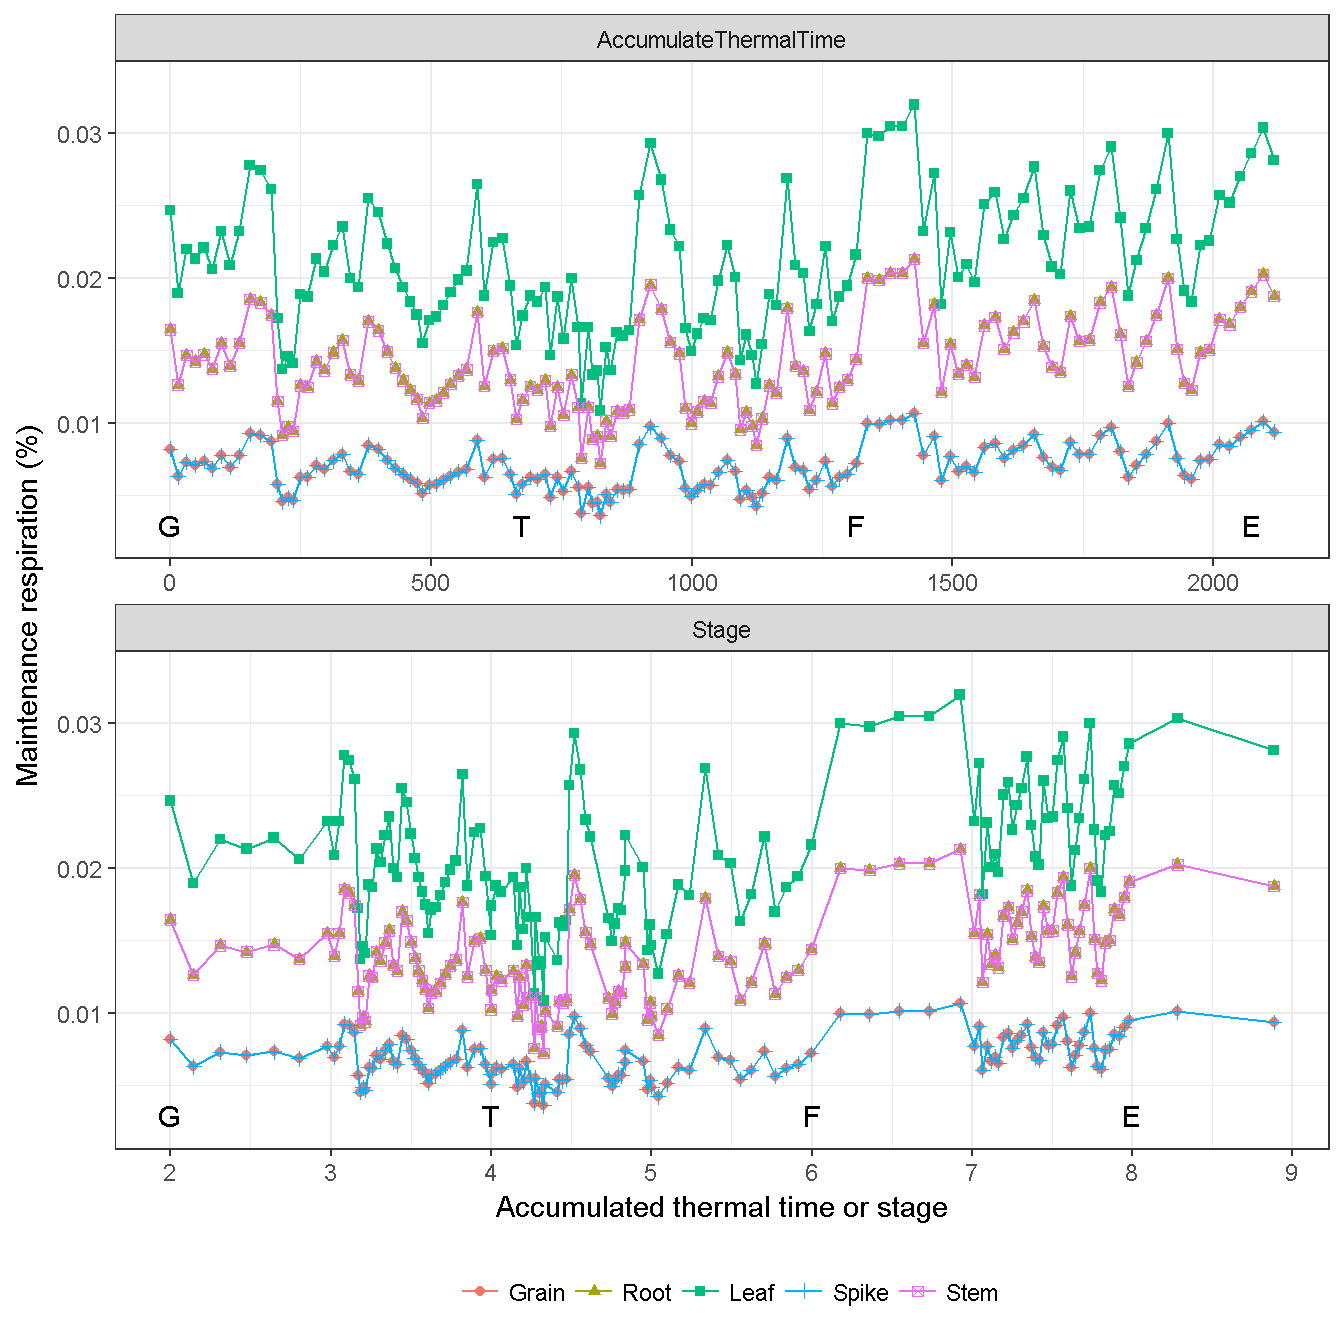 AccumulateThermalTime
0.03
0.02
0.01
G T F E
0 500 1000 1500 2000
Stage
0.03
0.02
0.01
G T F E
2 3 4 5 6 7 8 9
Maintenance respiration (%)
Accumulated thermal time or stage
Grain Root Leaf Spike Stem